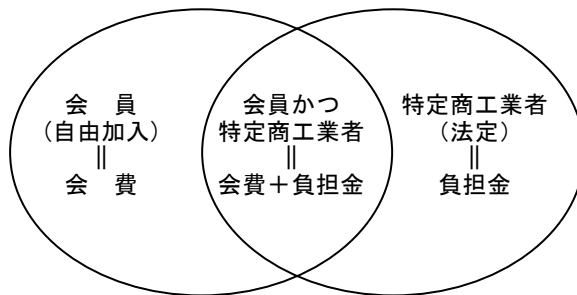 会　員
（自由加入）
||
会　費
会員かつ
特定商工業者
||
会費＋負担金
特定商工業者
（法定）
||
負担金